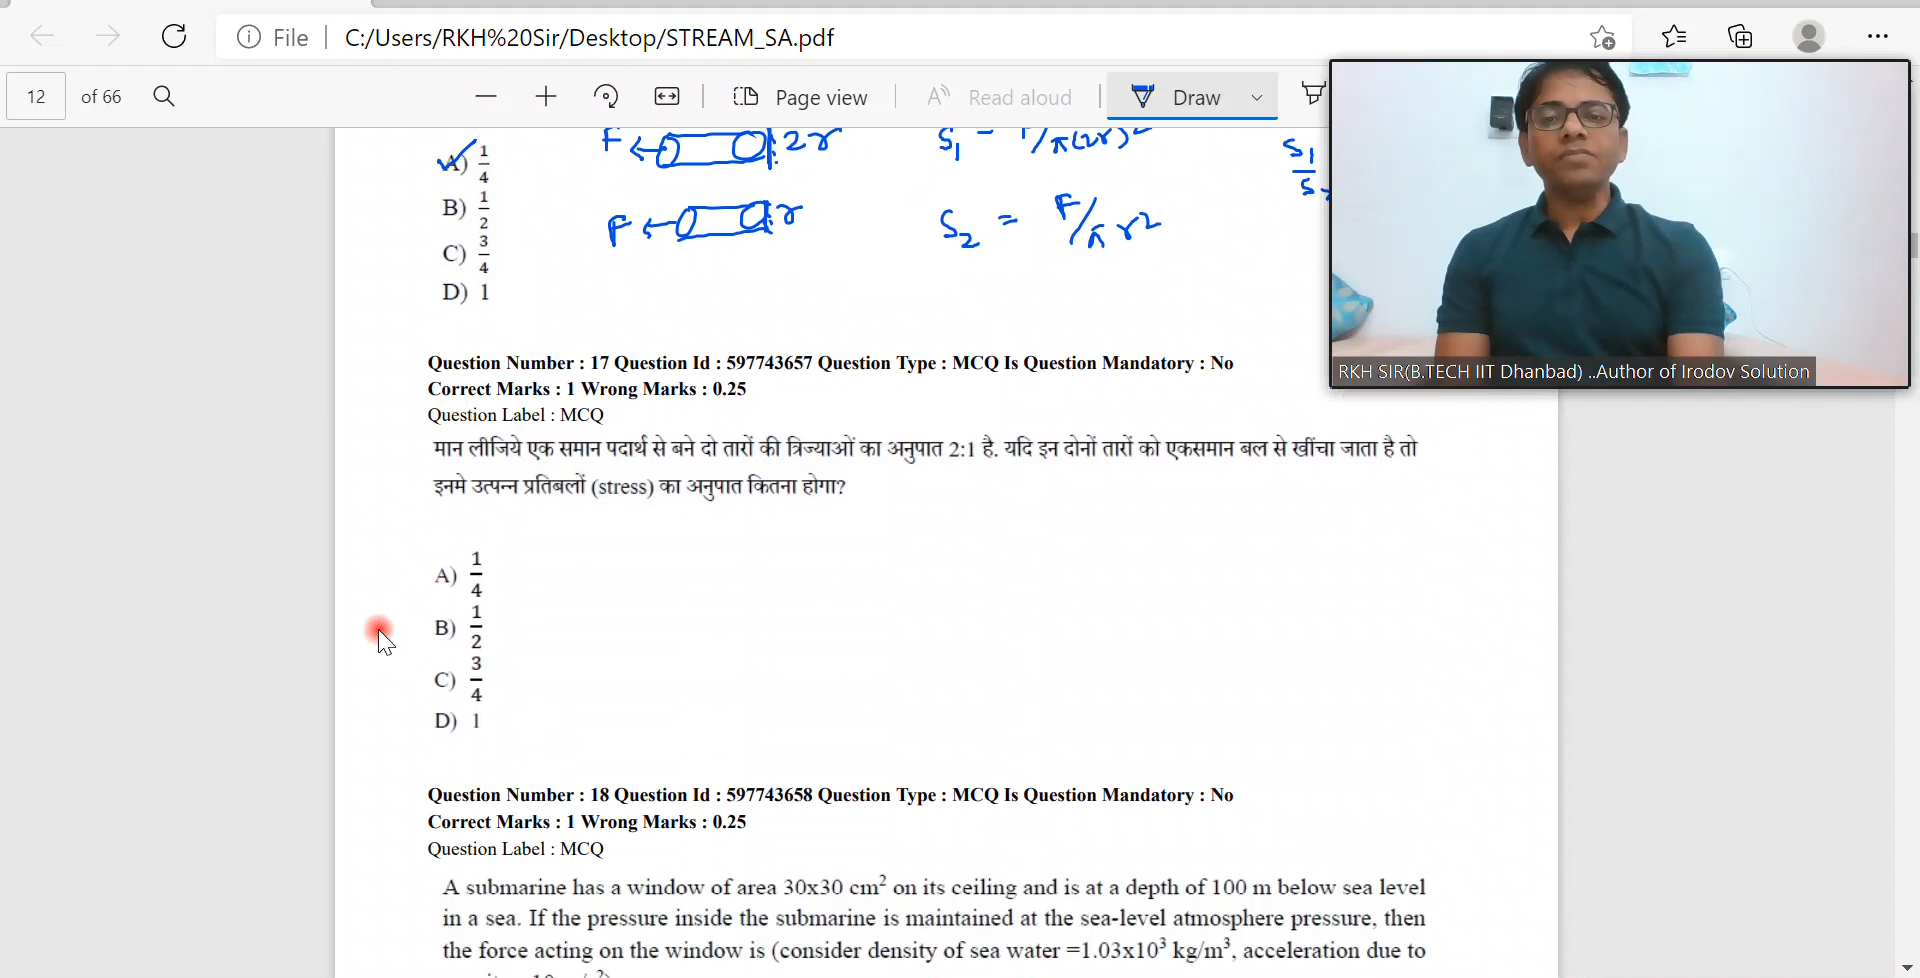 File | C:/Users/RKH%20Sir/Desktop/STREAM_SA.pdf
12 of 66 Page view Read aloud Draw
A) 1/4 F 2r S₁ = F/π(2r)² S₁
B) 1/2 F r S₂ = F/πr²
C) 3/4
D) 1
RKH SIR(B.TECH IIT Dhanbad) ..Author of Irodov Solution
Question Number : 17 Question Id : 597743657 Question Type : MCQ Is Question Mandatory : No
Correct Marks : 1 Wrong Marks : 0.25
Question Label : MCQ
मान लीजिये एक समान पदार्थ से बने दो तारों की त्रिज्याओं का अनुपात 2:1 है. यदि इन दोनों तारों को एकसमान बल से खींचा जाता है तो
इनमे उत्पन्न प्रतिबलों (stress) का अनुपात कितना होगा?
A) 1/4
B) 1/2
C) 3/4
D) 1
Question Number : 18 Question Id : 597743658 Question Type : MCQ Is Question Mandatory : No
Correct Marks : 1 Wrong Marks : 0.25
Question Label : MCQ
A submarine has a window of area 30x30 cm² on its ceiling and is at a depth of 100 m below sea level
in a sea. If the pressure inside the submarine is maintained at the sea-level atmosphere pressure, then
the force acting on the window is (consider density of sea water =1.03x10³ kg/m³, acceleration due to